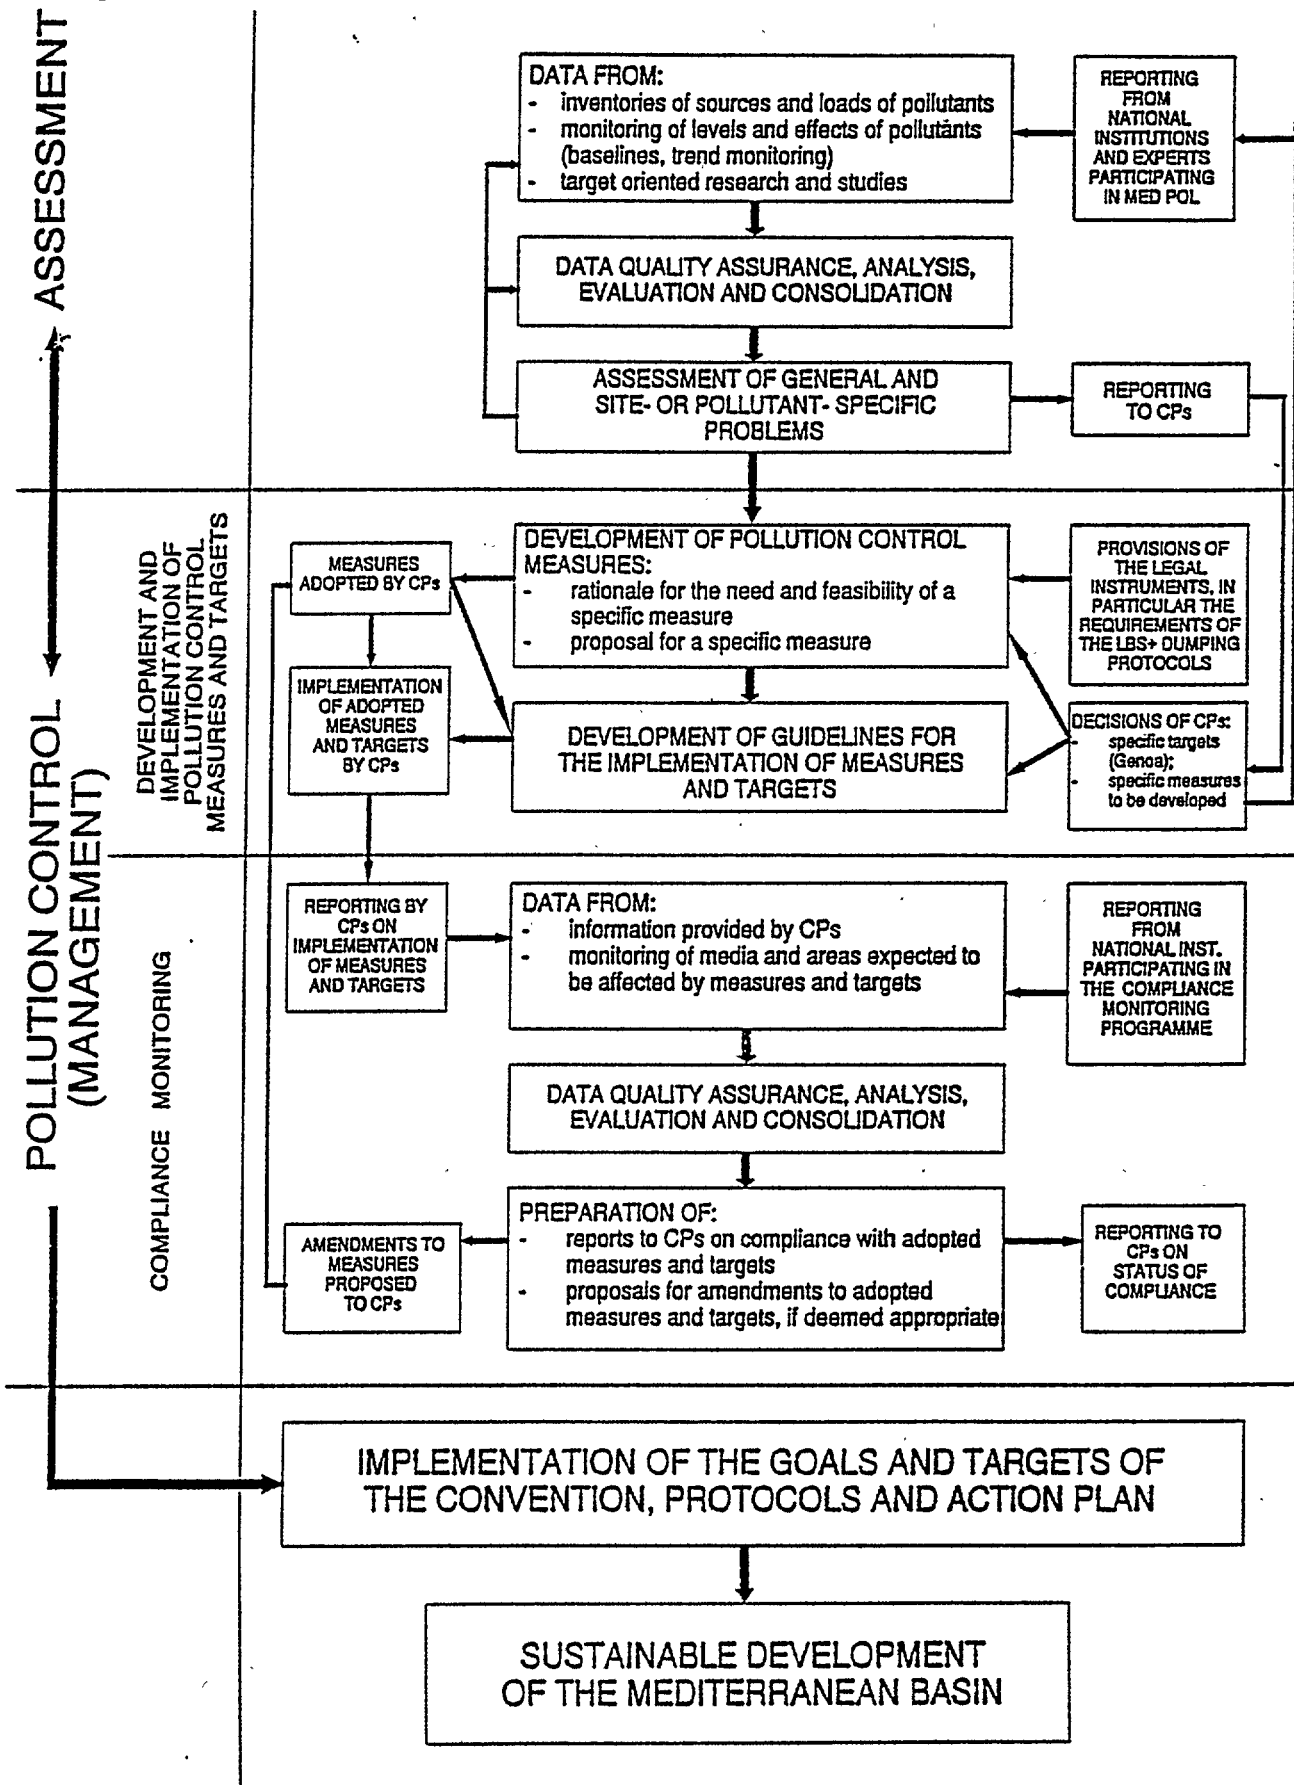 ASSESSMENT
DATA FROM:
- inventories of sources and loads of pollutants
- monitoring of levels and effects of pollutants
(baselines, trend monitoring)
- target oriented research and studies
REPORTING
FROM
NATIONAL
INSTITUTIONS
AND EXPERTS
PARTICIPATING
IN MED POL
DATA QUALITY ASSURANCE, ANALYSIS,
EVALUATION AND CONSOLIDATION
ASSESSMENT OF GENERAL AND
SITE- OR POLLUTANT- SPECIFIC
PROBLEMS
REPORTING
TO CPs
POLLUTION CONTROL
(MANAGEMENT)
DEVELOPMENT AND
IMPLEMENTATION OF
POLLUTION CONTROL
MEASURES AND TARGETS
MEASURES
ADOPTED BY CPs
DEVELOPMENT OF POLLUTION CONTROL
MEASURES:
- rationale for the need and feasibility of a
specific measure
- proposal for a specific measure
PROVISIONS OF
THE LEGAL
INSTRUMENTS, IN
PARTICULAR THE
REQUIREMENTS OF
THE LBS+ DUMPING
PROTOCOLS
IMPLEMENTATION
OF ADOPTED
MEASURES
AND TARGETS
BY CPs
DEVELOPMENT OF GUIDELINES FOR
THE IMPLEMENTATION OF MEASURES
AND TARGETS
DECISIONS OF CPs:
- specific targets
(Genoa);
- specific measures
to be developed
COMPLIANCE MONITORING
REPORTING BY
CPs ON
IMPLEMENTATION
OF MEASURES
AND TARGETS
DATA FROM:
- information provided by CPs
- monitoring of media and areas expected to
be affected by measures and targets
REPORTING
FROM
NATIONAL INST.
PARTICIPATING IN
THE COMPLIANCE
MONITORING
PROGRAMME
DATA QUALITY ASSURANCE, ANALYSIS,
EVALUATION AND CONSOLIDATION
AMENDMENTS TO
MEASURES
PROPOSED
TO CPs
PREPARATION OF:
- reports to CPs on compliance with adopted
measures and targets
- proposals for amendments to adopted
measures and targets, if deemed appropriate
REPORTING TO
CPs ON
STATUS OF
COMPLIANCE
IMPLEMENTATION OF THE GOALS AND TARGETS OF
THE CONVENTION, PROTOCOLS AND ACTION PLAN
SUSTAINABLE DEVELOPMENT
OF THE MEDITERRANEAN BASIN